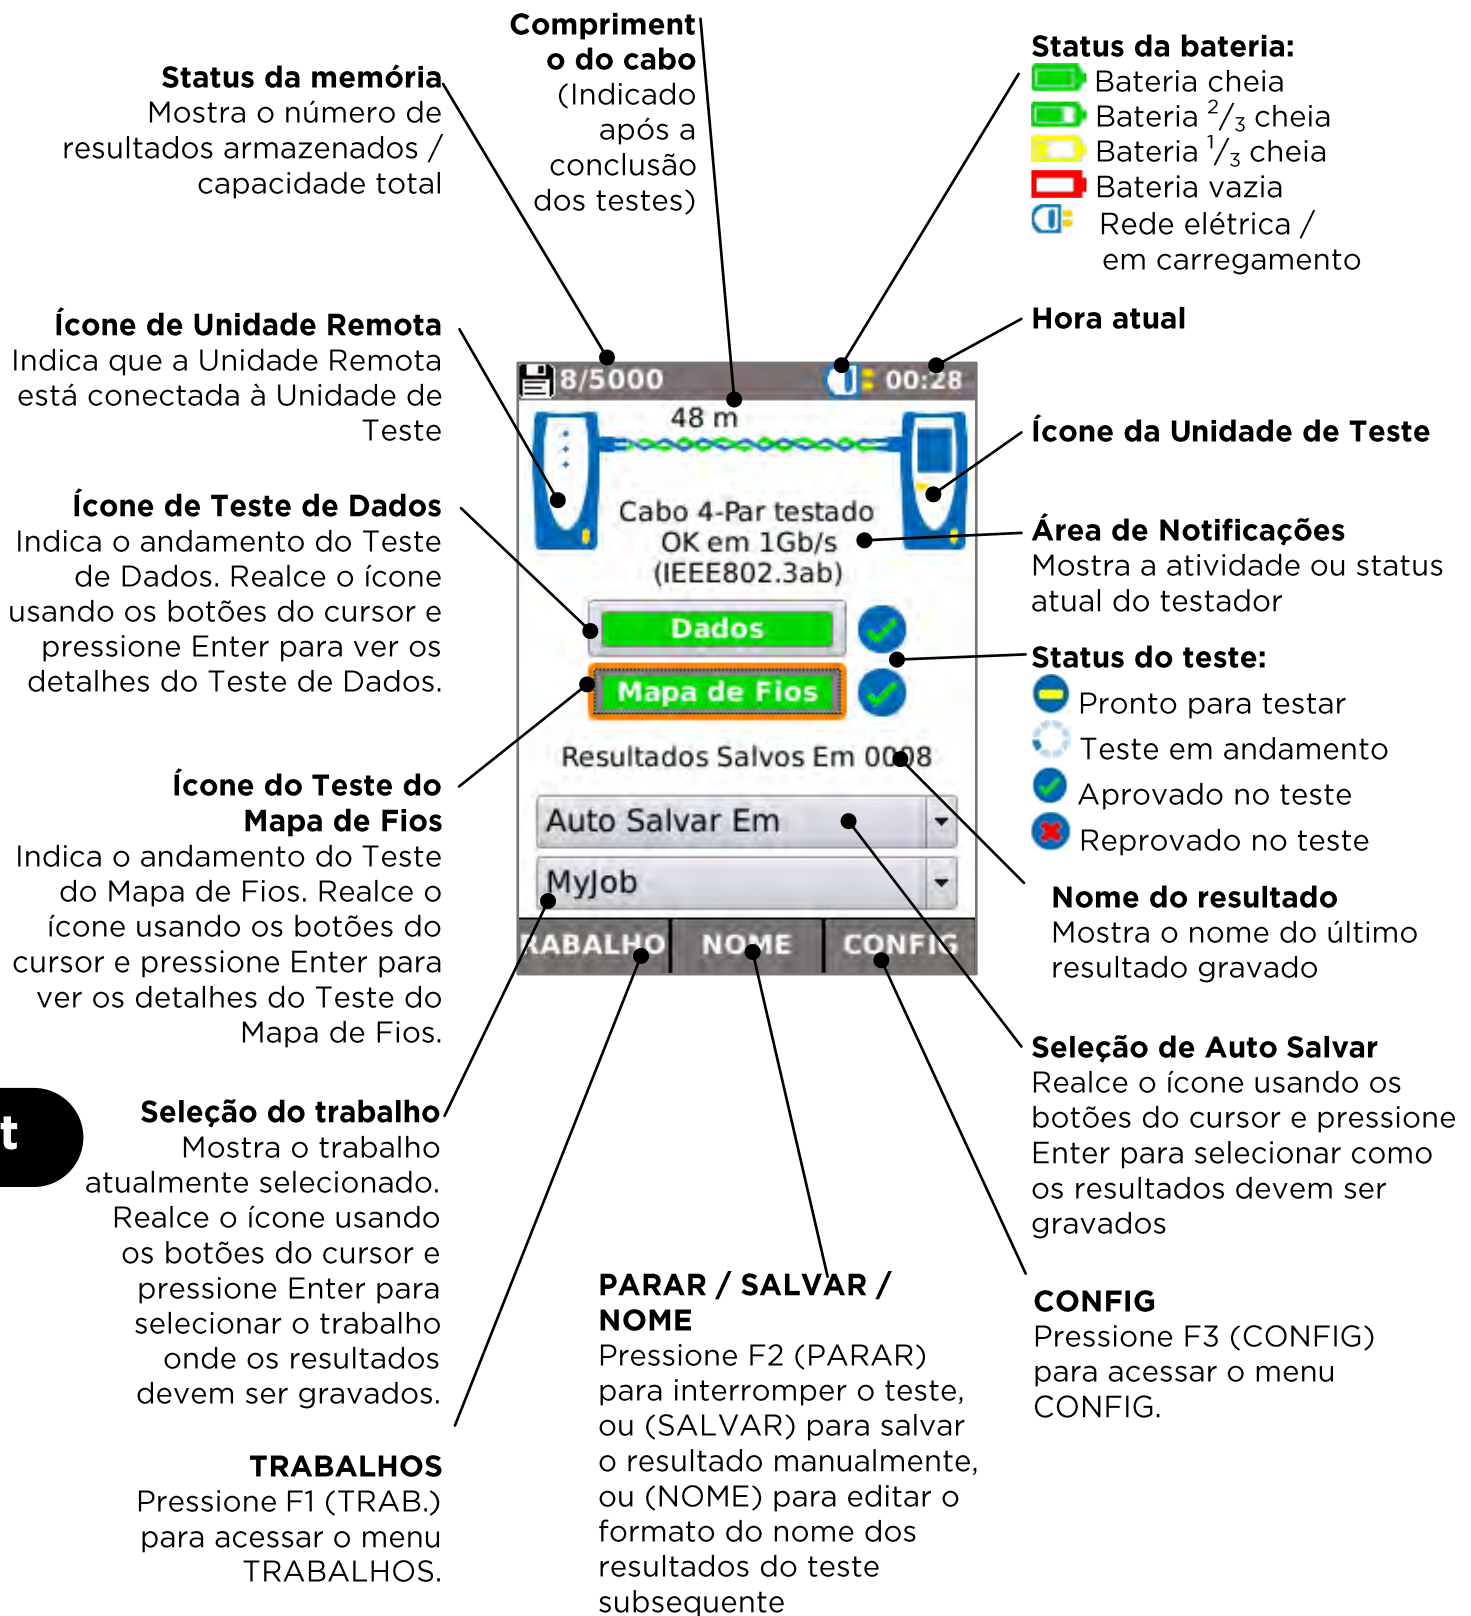 Status da memória
Mostra o número de
resultados armazenados /
capacidade total
Compriment
o do cabo
(Indicado
após a
conclusão
dos testes)
Status da bateria:
Bateria cheia
Bateria 2/3 cheia
Bateria 1/3 cheia
Bateria vazia
Rede elétrica /
em carregamento
Ícone de Unidade Remota
Indica que a Unidade Remota
está conectada à Unidade de
Teste
Hora atual
Ícone da Unidade de Teste
Ícone de Teste de Dados
Indica o andamento do Teste
de Dados. Realce o ícone
usando os botões do cursor e
pressione Enter para ver os
detalhes do Teste de Dados.
Área de Notificações
Mostra a atividade ou status
atual do testador
Status do teste:
Pronto para testar
Teste em andamento
Aprovado no teste
Reprovado no teste
8/5000
00:28
48 m
Cabo 4-Par testado
OK em 1Gb/s
(IEEE802.3ab)
Dados
Mapa de Fios
Resultados Salvos Em 0008
Auto Salvar Em
MyJob
RABALHO NOME CONFIG
Ícone do Teste do
Mapa de Fios
Indica o andamento do Teste
do Mapa de Fios. Realce o
ícone usando os botões do
cursor e pressione Enter para
ver os detalhes do Teste do
Mapa de Fios.
Nome do resultado
Mostra o nome do último
resultado gravado
Seleção de Auto Salvar
Realce o ícone usando os
botões do cursor e pressione
Enter para selecionar como
os resultados devem ser
gravados
t
Seleção do trabalho
Mostra o trabalho
atualmente selecionado.
Realce o ícone usando
os botões do cursor e
pressione Enter para
selecionar o trabalho
onde os resultados
devem ser gravados.
TRABALHOS
Pressione F1 (TRAB.)
para acessar o menu
TRABALHOS.
PARAR / SALVAR /
NOME
Pressione F2 (PARAR)
para interromper o teste,
ou (SALVAR) para salvar
o resultado manualmente,
ou (NOME) para editar o
formato do nome dos
resultados do teste
subsequente
CONFIG
Pressione F3 (CONFIG)
para acessar o menu
CONFIG.